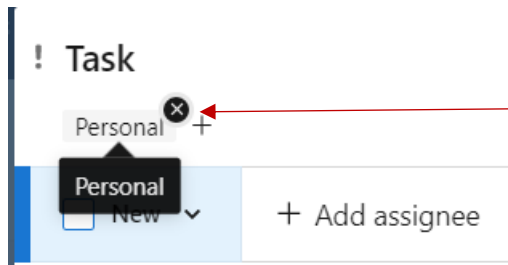 ! Task
Personal +
Personal
New
+ Add assignee